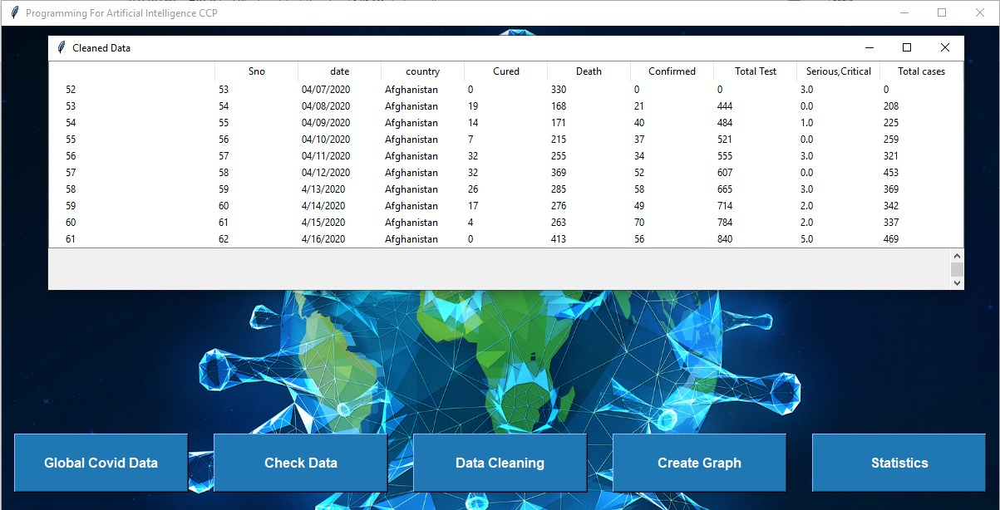 Programming For Artificial Intelligence CCP
Cleaned Data
Sno date country Cured Death Confirmed Total Test Serious,Critical Total cases
52 53 04/07/2020 Afghanistan 0 330 0 0 3.0 0
53 54 04/08/2020 Afghanistan 19 168 21 444 0.0 208
54 55 04/09/2020 Afghanistan 14 171 40 484 1.0 225
55 56 04/10/2020 Afghanistan 7 215 37 521 0.0 259
56 57 04/11/2020 Afghanistan 32 255 34 555 3.0 321
57 58 04/12/2020 Afghanistan 32 369 52 607 0.0 453
58 59 4/13/2020 Afghanistan 26 285 58 665 3.0 369
59 60 4/14/2020 Afghanistan 17 276 49 714 2.0 342
60 61 4/15/2020 Afghanistan 4 263 70 784 2.0 337
61 62 4/16/2020 Afghanistan 0 413 56 840 5.0 469
Global Covid Data Check Data Data Cleaning Create Graph Statistics